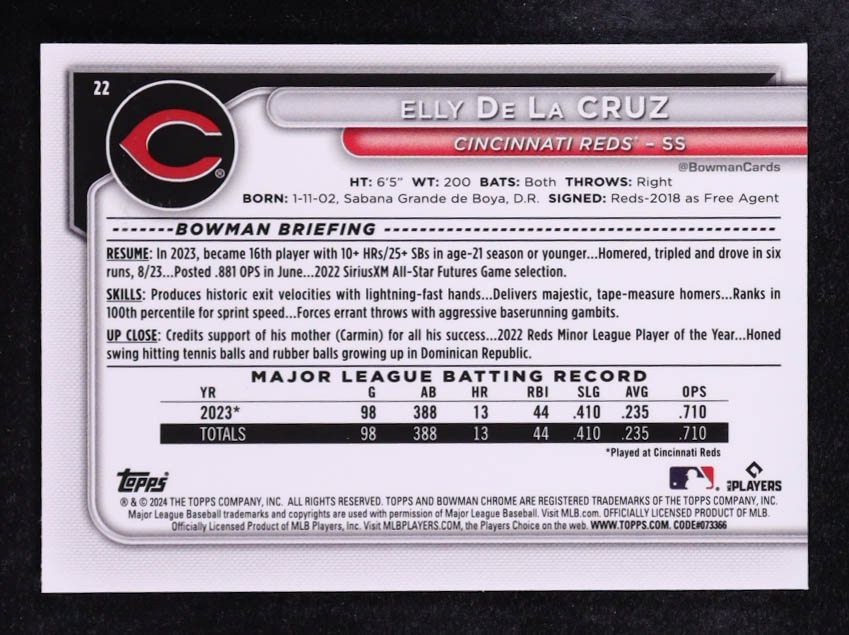 22
ELLY DE LA CRUZ
CINCINNATI REDS® – SS
@BowmanCards
HT: 6'5" WT: 200 BATS: Both THROWS: Right
BORN: 1-11-02, Sabana Grande de Boya, D.R. SIGNED: Reds-2018 as Free Agent
BOWMAN BRIEFING
RESUME: In 2023, became 16th player with 10+ HRs/25+ SBs in age-21 season or younger...Homered, tripled and drove in six
runs, 8/23...Posted .881 OPS in June...2022 SiriusXM All-Star Futures Game selection.
SKILLS: Produces historic exit velocities with lightning-fast hands...Delivers majestic, tape-measure homers...Ranks in
100th percentile for sprint speed...Forces errant throws with aggressive baserunning gambits.
UP CLOSE: Credits support of his mother (Carmin) for all his success...2022 Reds Minor League Player of the Year...Honed
swing hitting tennis balls and rubber balls growing up in Dominican Republic.
MAJOR LEAGUE BATTING RECORD
YR G AB HR RBI SLG AVG OPS
2023* 98 388 13 44 .410 .235 .710
TOTALS 98 388 13 44 .410 .235 .710
*Played at Cincinnati Reds
Topps
MLB PLAYERS
® & © 2024 THE TOPPS COMPANY, INC. ALL RIGHTS RESERVED. TOPPS AND BOWMAN CHROME ARE REGISTERED TRADEMARKS OF THE TOPPS COMPANY, INC.
Major League Baseball trademarks and copyrights are used with permission of Major League Baseball. Visit MLB.com. OFFICIALLY LICENSED PRODUCT OF MLB.
Officially Licensed Product of MLB Players, Inc. Visit MLBPLAYERS.COM, the Players Choice on the web. WWW.TOPPS.COM. CODE#073366